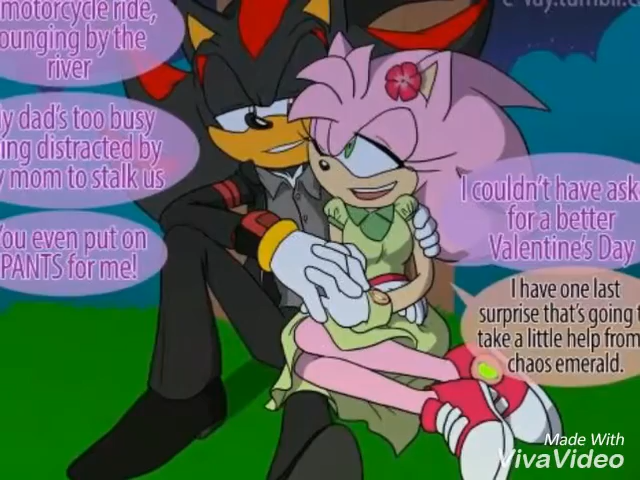 motorcycle ride,
ounging by the
river
dad's too busy
ing distracted by
mom to stalk us
You even put on
PANTS for me!
I couldn't have ask
for a better
Valentine's Day
I have one last
surprise that's going t
take a little help from
chaos emerald.
Made With
VivaVideo